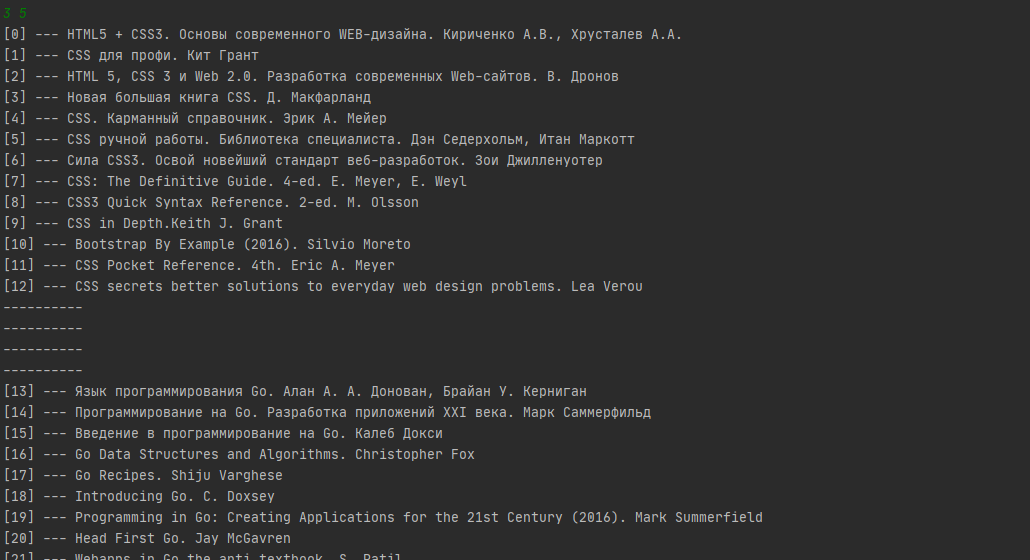 3 5
[0] --- HTML5 + CSS3. Основы современного WEB-дизайна. Кириченко А.В., Хрусталев А.А.
[1] --- CSS для профи. Кит Грант
[2] --- HTML 5, CSS 3 и Web 2.0. Разработка современных Web-сайтов. В. Дронов
[3] --- Новая большая книга CSS. Д. Макфарланд
[4] --- CSS. Карманный справочник. Эрик А. Мейер
[5] --- CSS ручной работы. Библиотека специалиста. Дэн Седерхольм, Итан Маркотт
[6] --- Сила CSS3. Освой новейший стандарт веб-разработок. Зои Джилленуотер
[7] --- CSS: The Definitive Guide. 4-ed. E. Meyer, E. Weyl
[8] --- CSS3 Quick Syntax Reference. 2-ed. M. Olsson
[9] --- CSS in Depth.Keith J. Grant
[10] --- Bootstrap By Example (2016). Silvio Moreto
[11] --- CSS Pocket Reference. 4th. Eric A. Meyer
[12] --- CSS secrets better solutions to everyday web design problems. Lea Verou
----------
----------
----------
----------
[13] --- Язык программирования Go. Алан А. А. Донован, Брайан У. Керниган
[14] --- Программирование на Go. Разработка приложений XXI века. Марк Саммерфильд
[15] --- Введение в программирование на Go. Калеб Докси
[16] --- Go Data Structures and Algorithms. Christopher Fox
[17] --- Go Recipes. Shiju Varghese
[18] --- Introducing Go. C. Doxsey
[19] --- Programming in Go: Creating Applications for the 21st Century (2016). Mark Summerfield
[20] --- Head First Go. Jay McGavren
[21] --- Webapps in Go the anti textbook. S. Patil